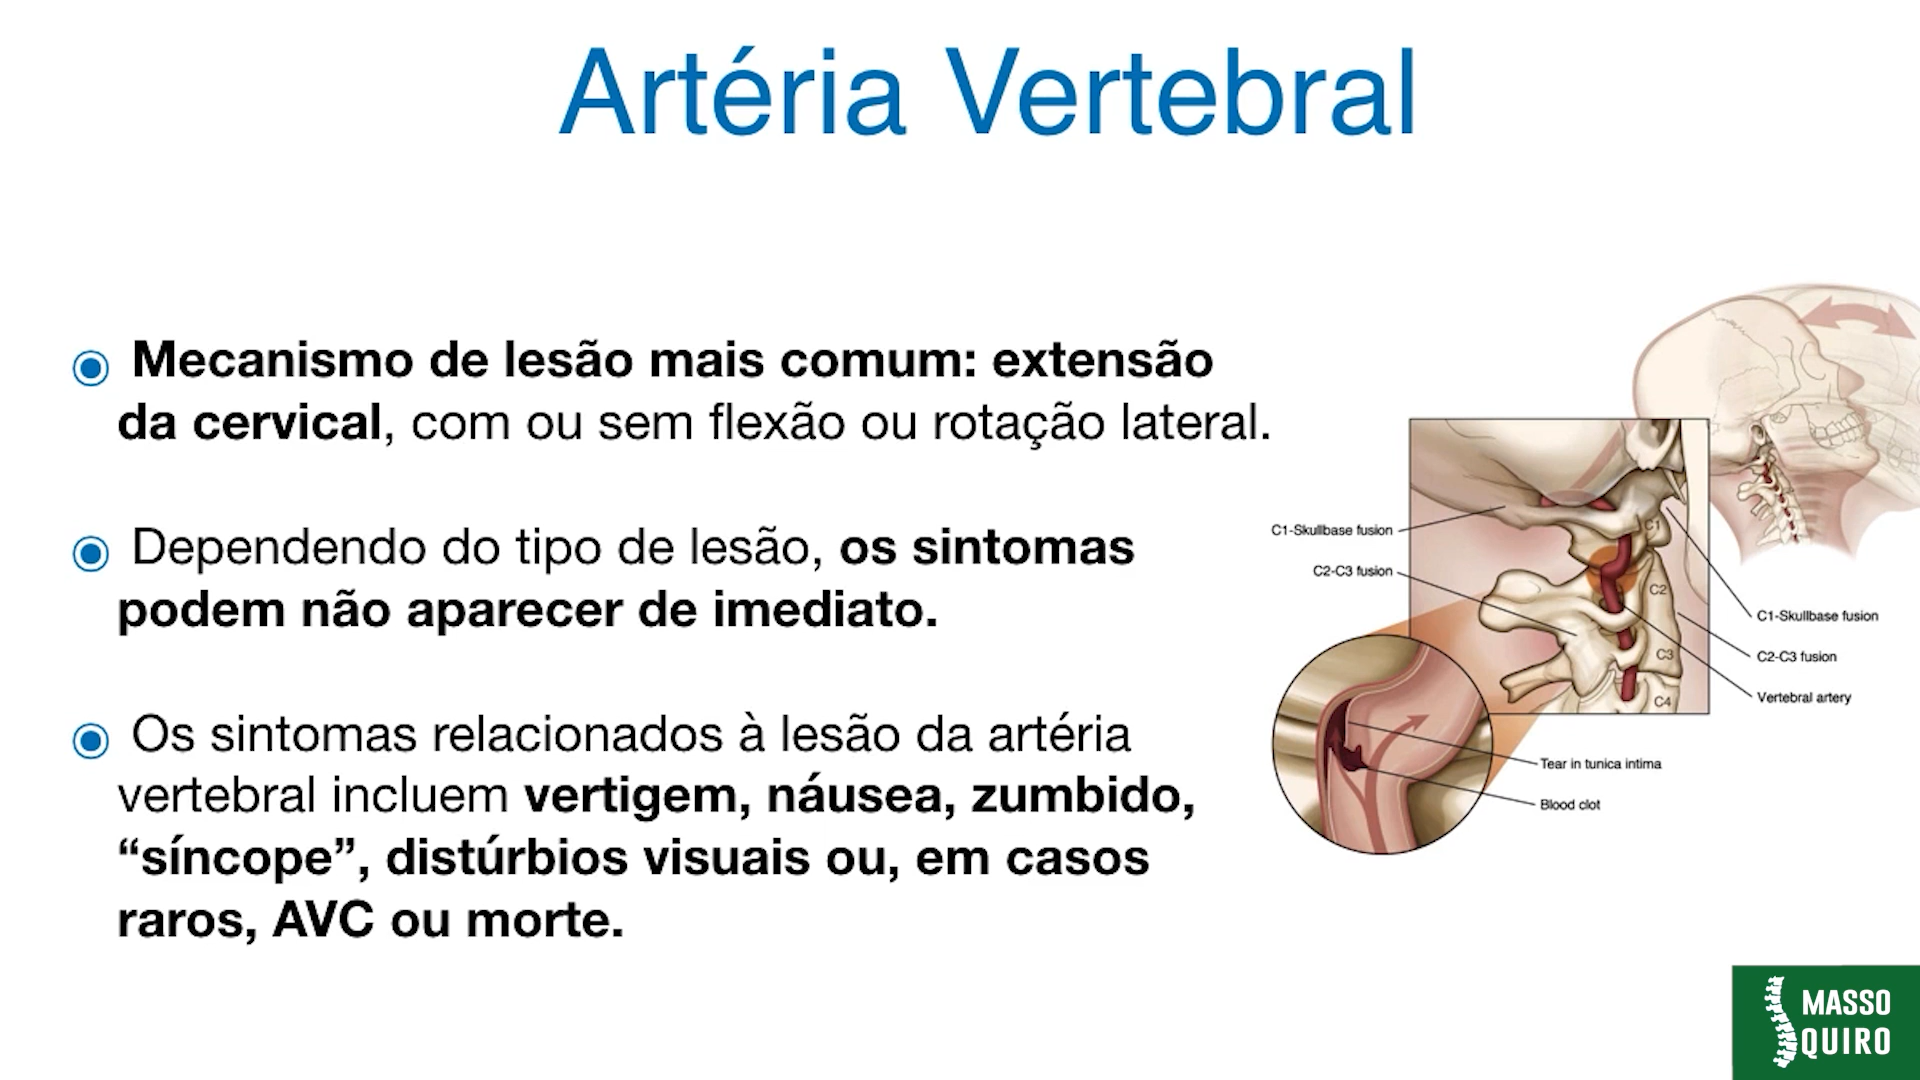 Artéria Vertebral
Mecanismo de lesão mais comum: extensão
da cervical, com ou sem flexão ou rotação lateral.
Dependendo do tipo de lesão, os sintomas
podem não aparecer de imediato.
Os sintomas relacionados à lesão da artéria
vertebral incluem vertigem, náusea, zumbido,
“síncope”, distúrbios visuais ou, em casos
raros, AVC ou morte.
C1-Skullbase fusion
C2-C3 fusion
C1
C2
C3
C4
C1-Skullbase fusion
C2-C3 fusion
Vertebral artery
Tear in tunica intima
Blood clot
MASSO
QUIRO